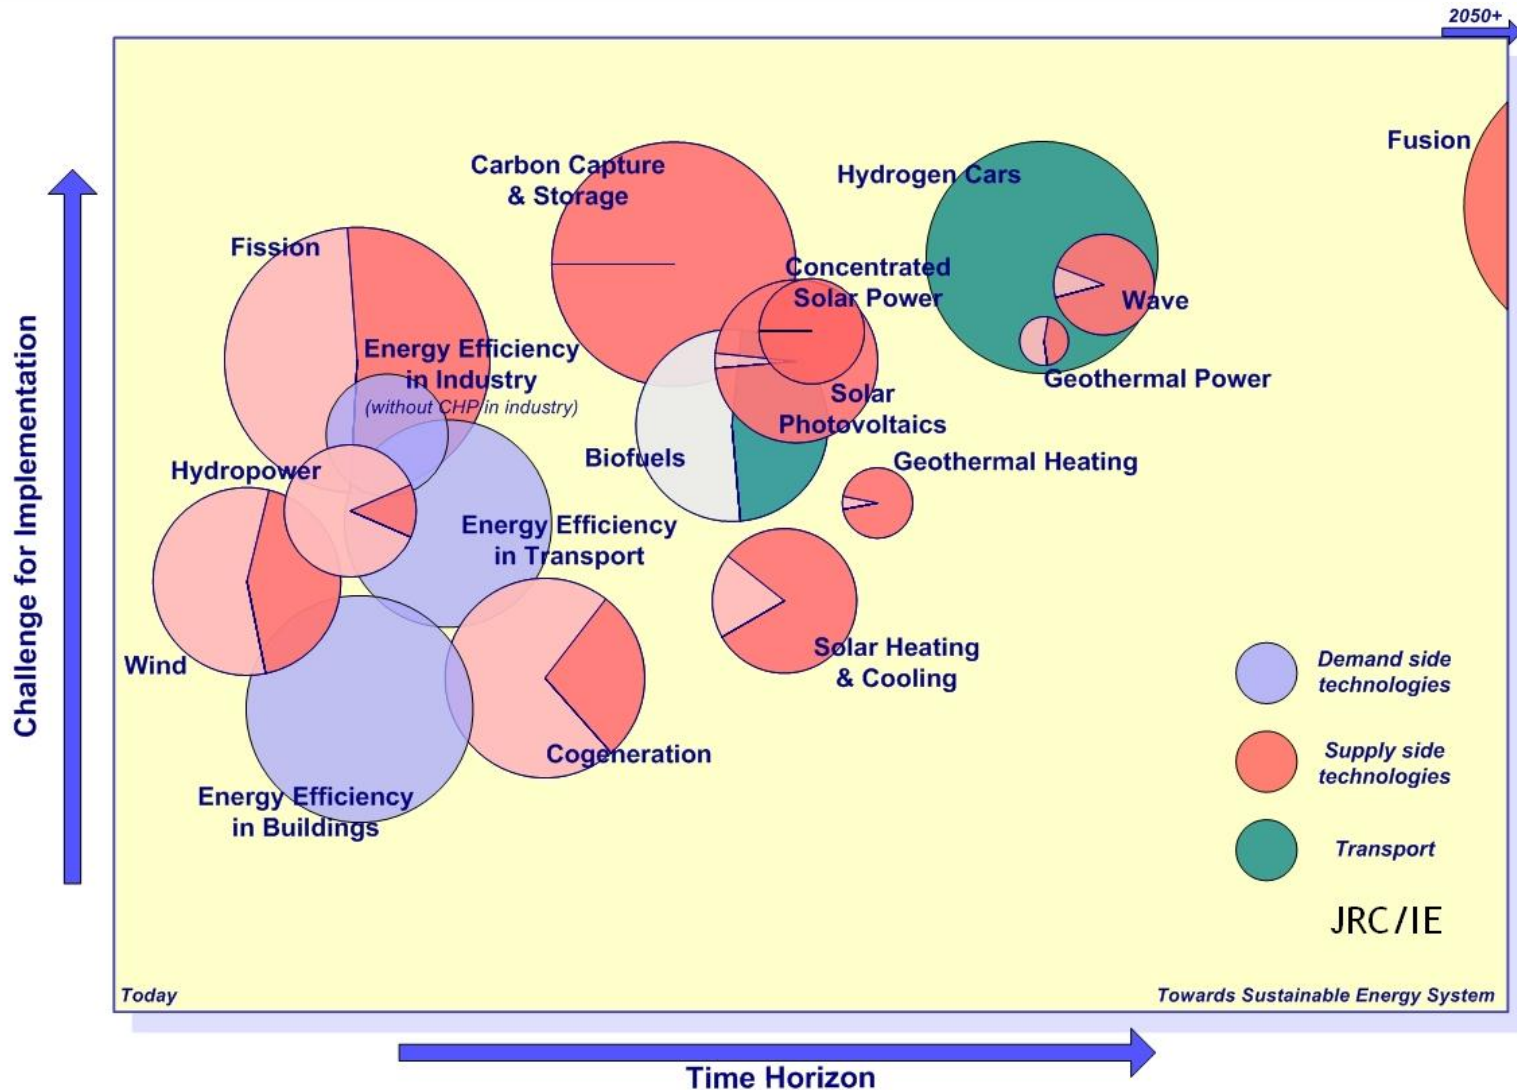 2050+
Fusion
Carbon Capture
& Storage
Hydrogen Cars
Fission
Concentrated
Solar Power
Wave
Energy Efficiency
in Industry
(without CHP in industry)
Geothermal Power
Solar
Photovoltaics
Biofuels
Geothermal Heating
Hydropower
Energy Efficiency
in Transport
Wind
Solar Heating
& Cooling
Cogeneration
Energy Efficiency
in Buildings
Demand side
technologies
Supply side
technologies
Transport
JRC/IE
Today
Towards Sustainable Energy System
Challenge for Implementation
Time Horizon